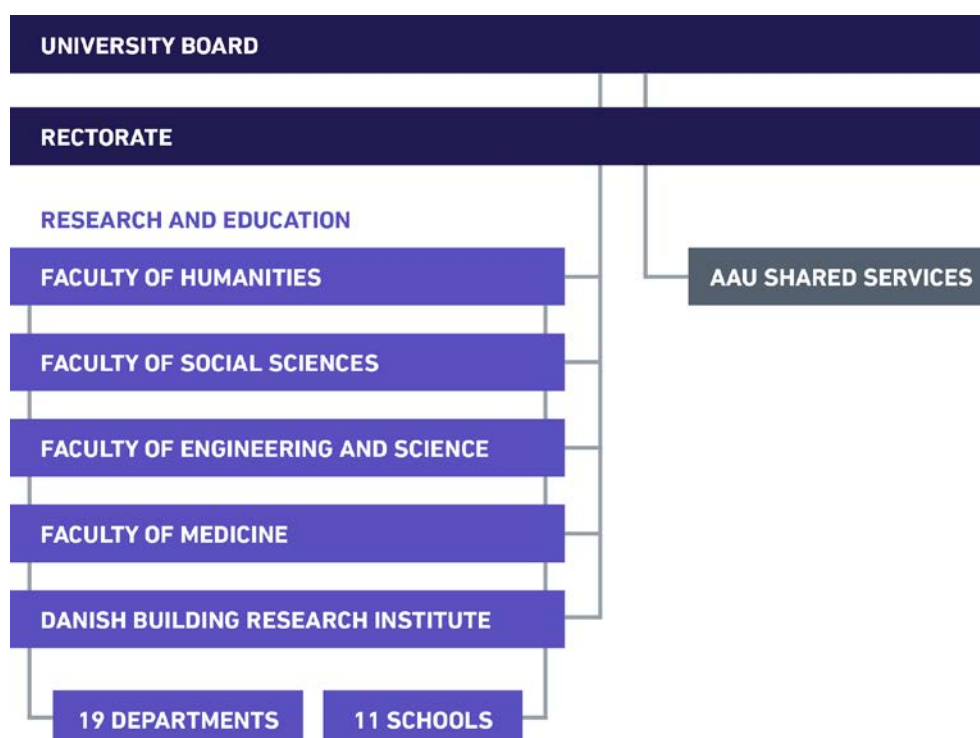 UNIVERSITY BOARD
RECTORATE
RESEARCH AND EDUCATION
FACULTY OF HUMANITIES
AAU SHARED SERVICES
FACULTY OF SOCIAL SCIENCES
FACULTY OF ENGINEERING AND SCIENCE
FACULTY OF MEDICINE
DANISH BUILDING RESEARCH INSTITUTE
19 DEPARTMENTS
11 SCHOOLS